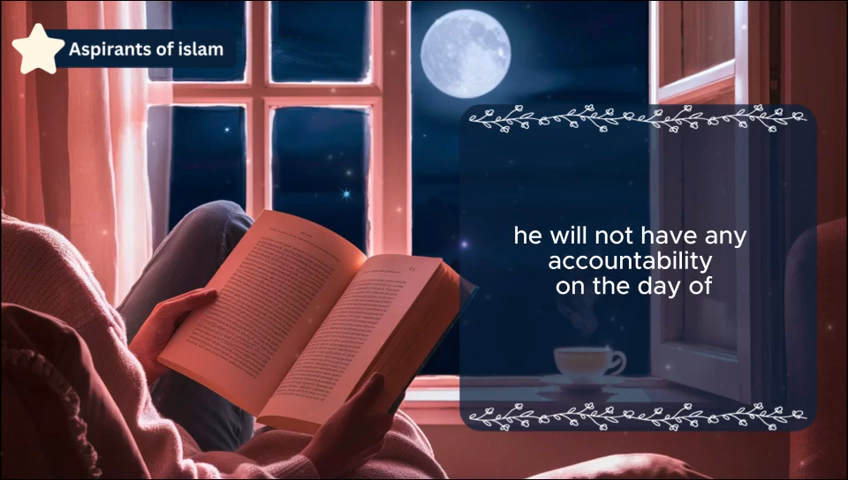 Aspirants of islam
he will not have any
accountability
on the day of